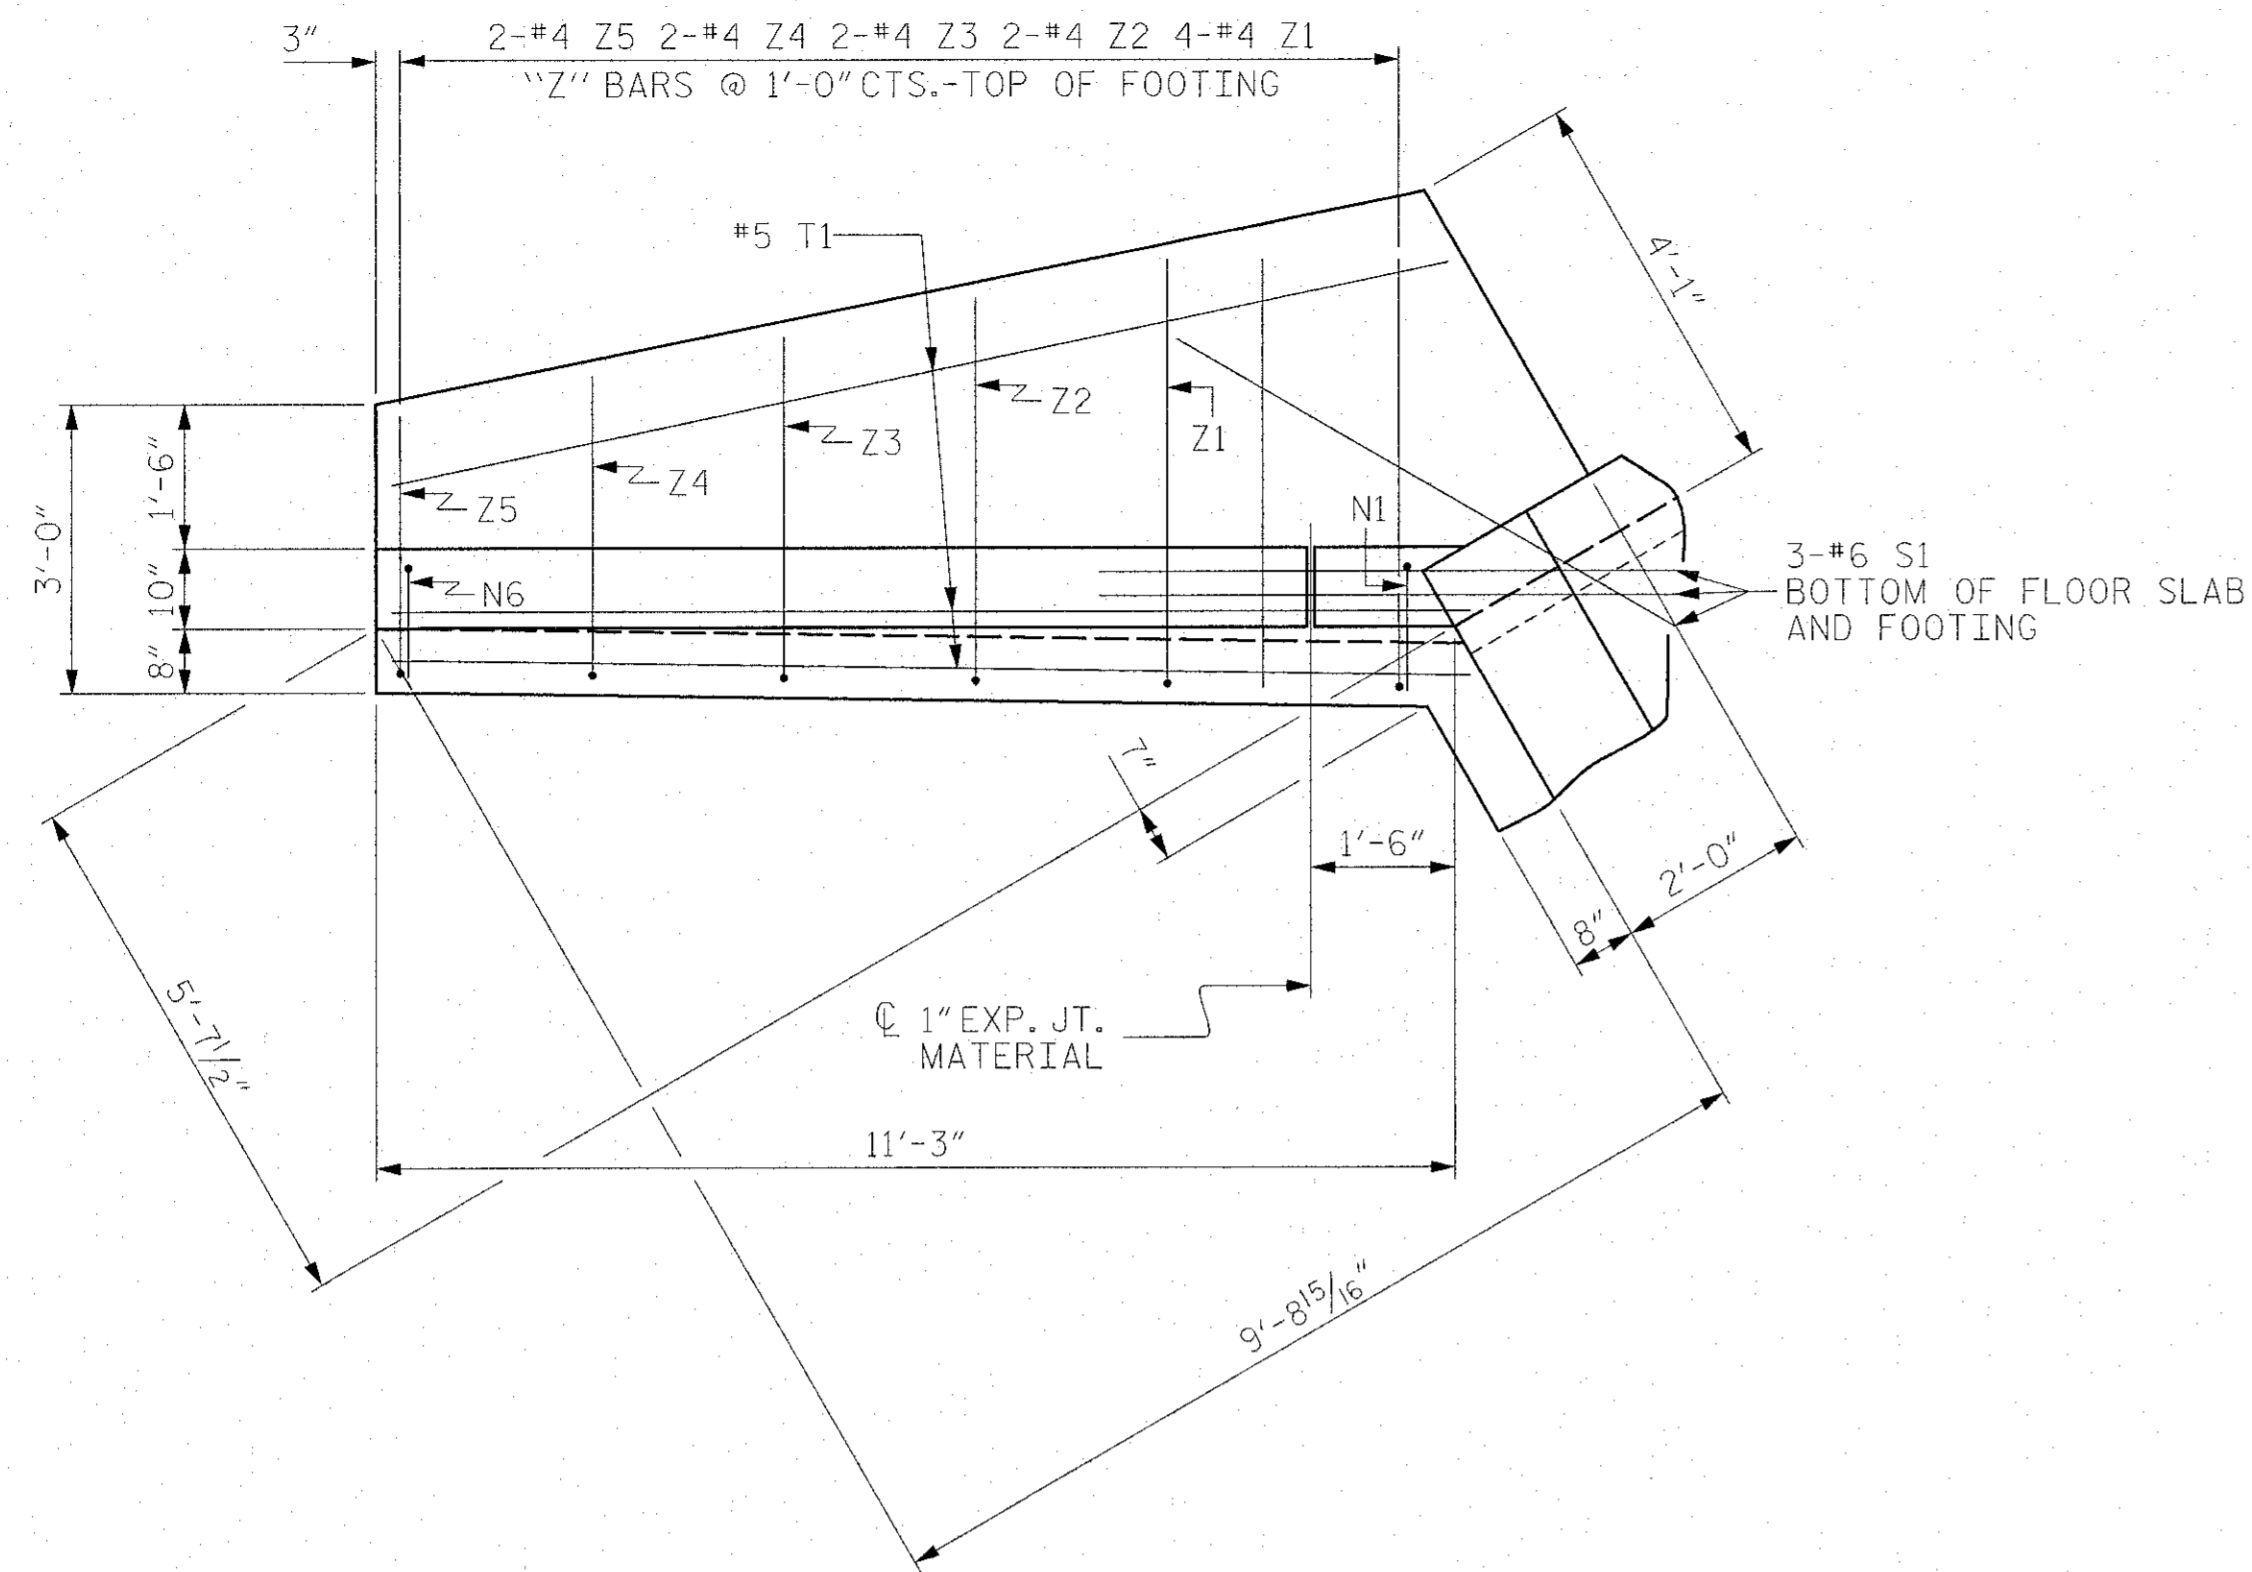 3"
2-#4 Z5 2-#4 Z4 2-#4 Z3 2-#4 Z2 4-#4 Z1
"Z" BARS @ 1'-0" CTS.-TOP OF FOOTING
#5 T1
4'-1"
Z2
Z1
Z3
Z4
Z5
1'-6"
3'-0"
10"
8"
N6
N1
3-#6 S1
BOTTOM OF FLOOR SLAB
AND FOOTING
7"
1'-6"
2'-0"
8"
5'-7 1/2"
℄ 1" EXP. JT.
MATERIAL
11'-3"
9'-8 15/16"